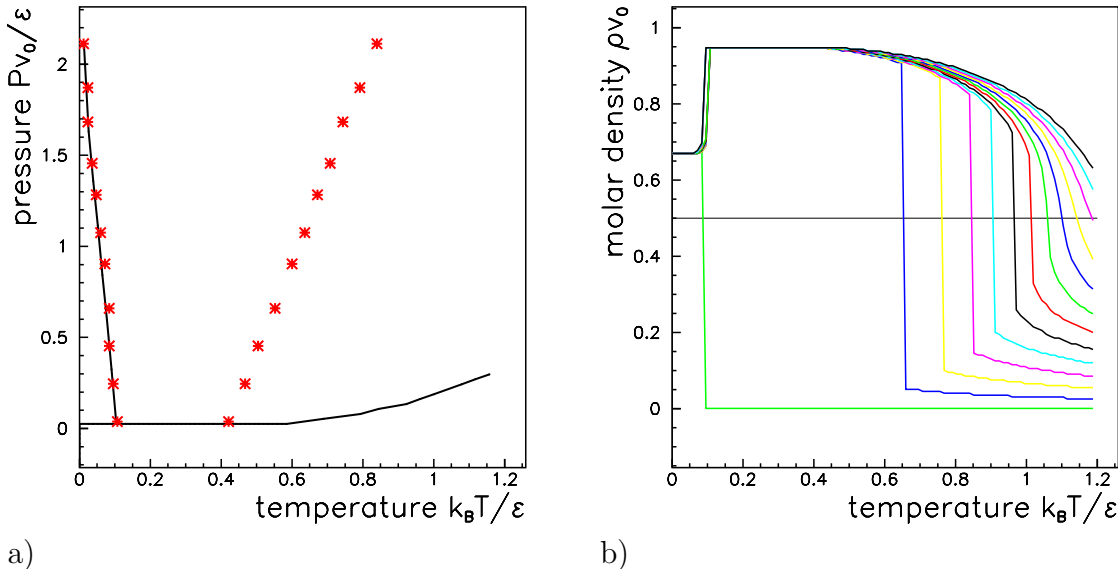 pressure Pv₀/ε
2
1.5
1
0.5
0
0 0.2 0.4 0.6 0.8 1 1.2
temperature k_BT/ε
a)
molar density ρv₀
1
0.8
0.6
0.4
0.2
0
0 0.2 0.4 0.6 0.8 1 1.2
temperature k_BT/ε
b)